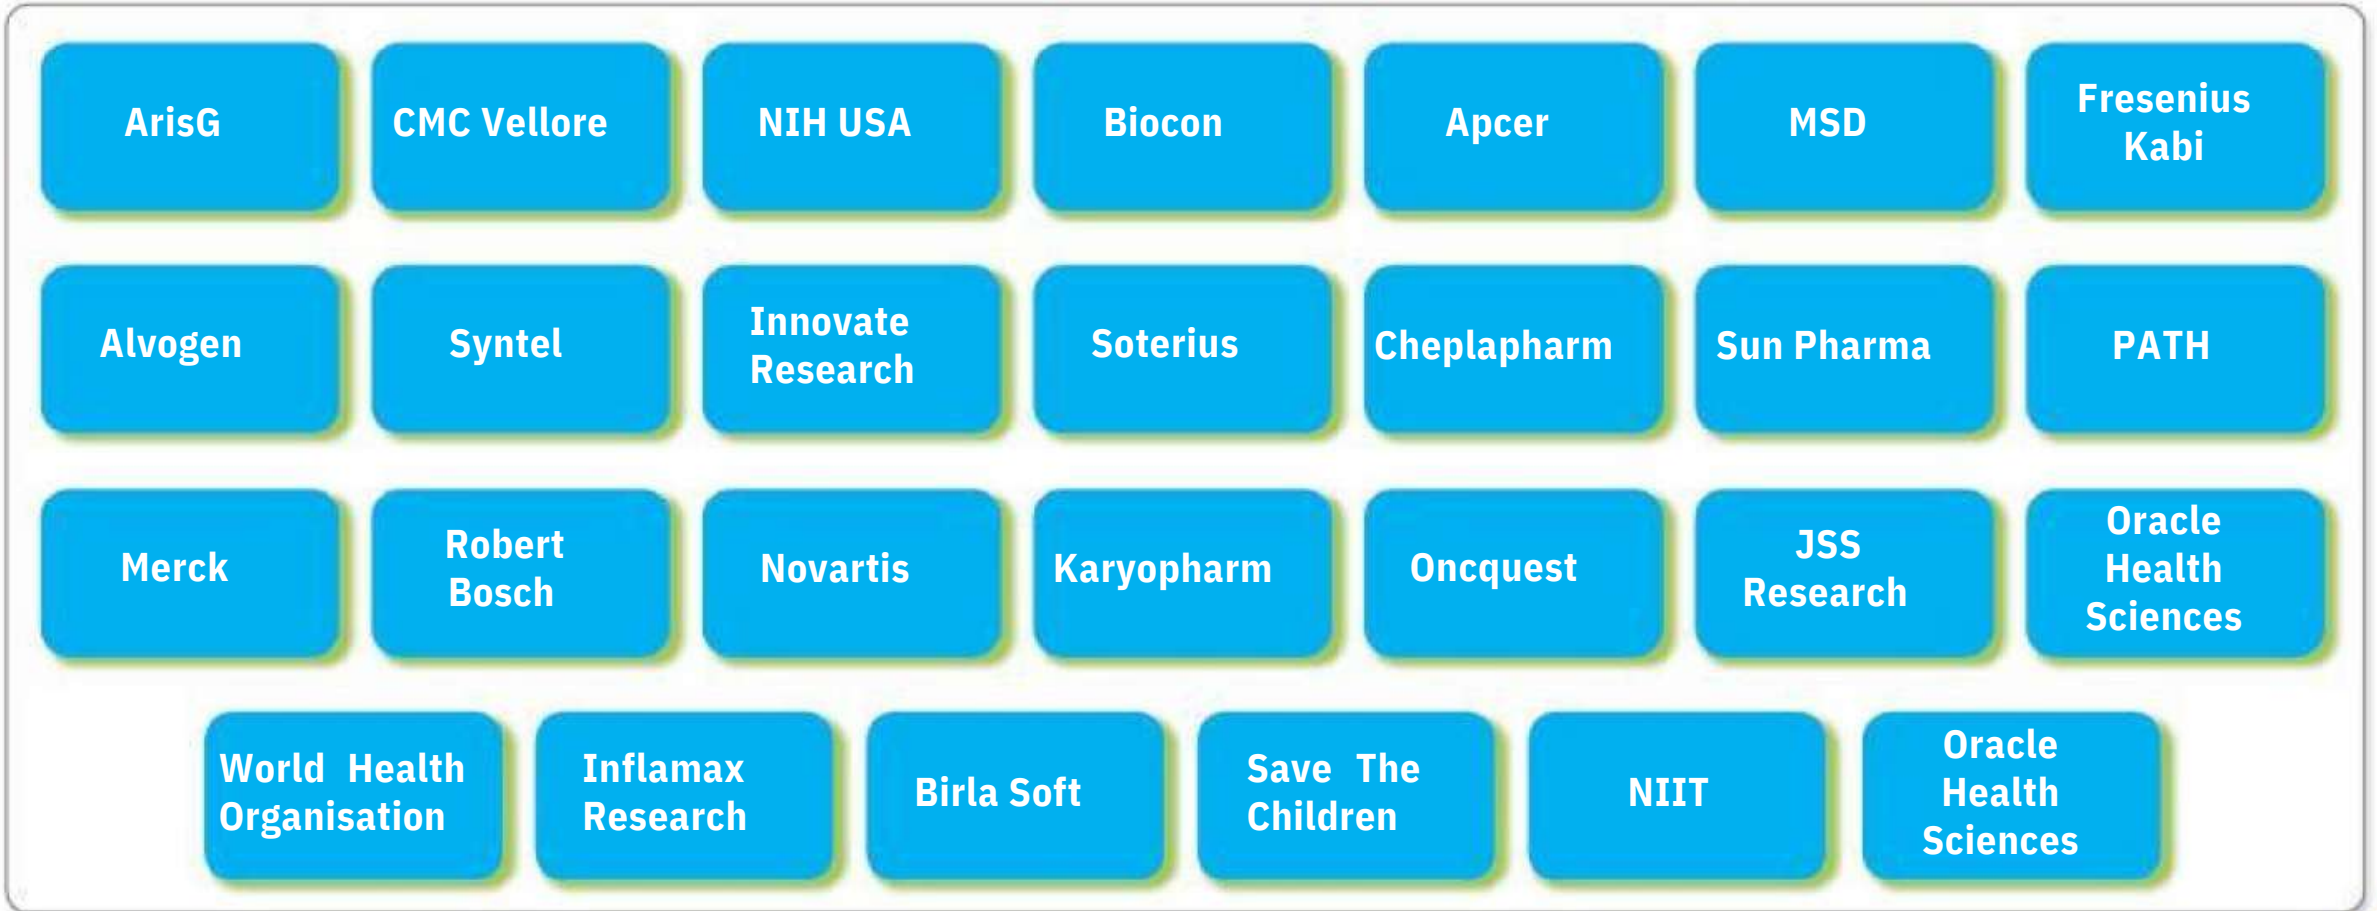 ArisG
CMC Vellore
NIH USA
Biocon
Apcer
MSD
Fresenius
Kabi
Alvogen
Syntel
Innovate
Research
Soterius
Cheplapharm
Sun Pharma
PATH
Merck
Robert
Bosch
Novartis
Karyopharm
Oncquest
JSS
Research
Oracle
Health
Sciences
World Health
Organisation
Inflamax
Research
Birla Soft
Save The
Children
NIIT
Oracle
Health
Sciences